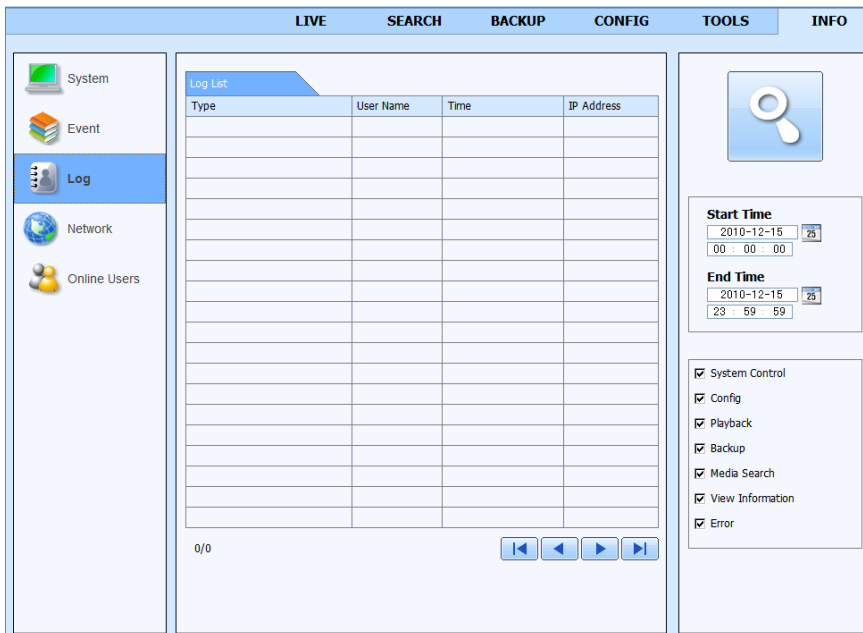 LIVE SEARCH BACKUP CONFIG TOOLS INFO
System
Event
Log
Network
Online Users
Log List
Type User Name Time IP Address
0/0
Start Time
2010-12-15 25
00 : 00 : 00
End Time
2010-12-15 25
23 : 59 : 59
System Control
Config
Playback
Backup
Media Search
View Information
Error